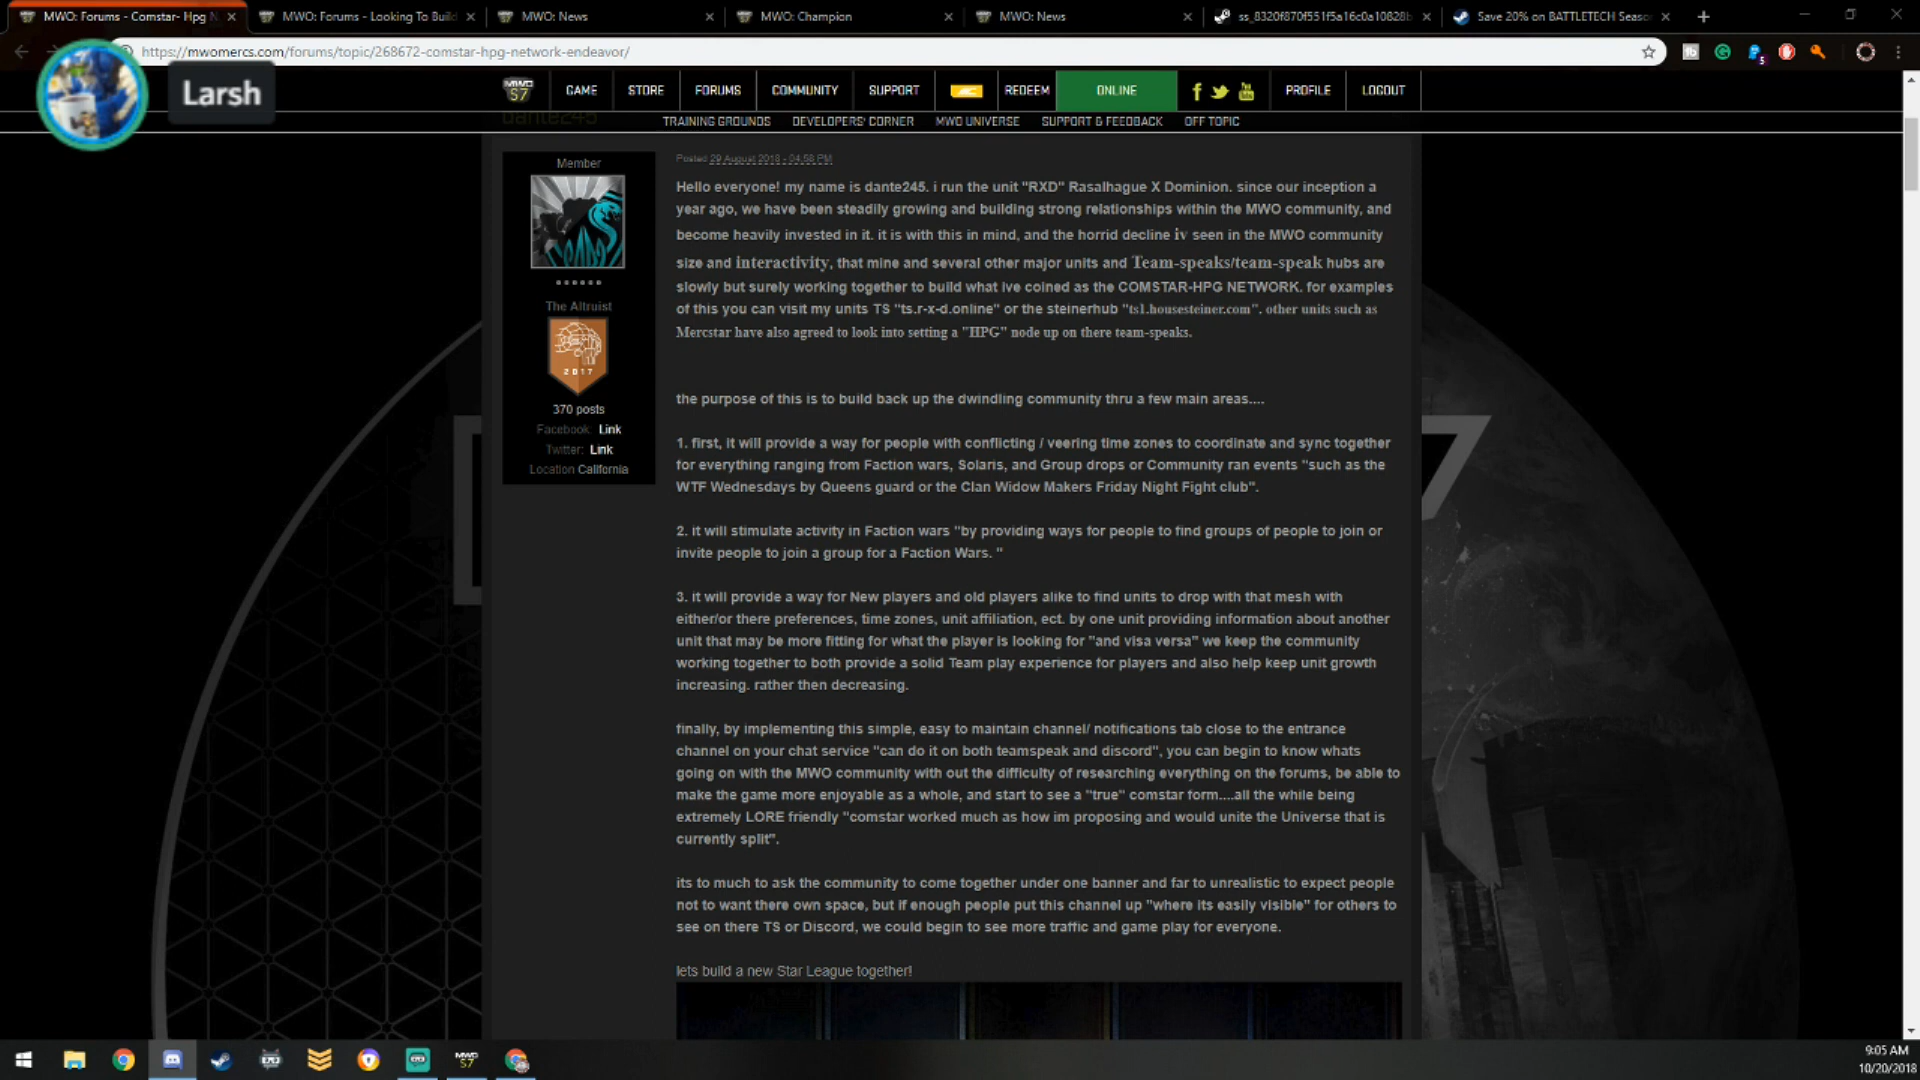 MWO: Forums - Comstar- Hpg N
MWO: Forums - Looking To Build
MWO: News
MWO: Champion
MWO: News
ss_8320f870f551f5a16c0a10828b
Save 20% on BATTLETECH Seaso
https://mwomercs.com/forums/topic/268672-comstar-hpg-network-endeavor/
Larsh
MWO S7
GAME
STORE
FORUMS
COMMUNITY
SUPPORT
REDEEM
ONLINE
PROFILE
LOGOUT
dante245
TRAINING GROUNDS
DEVELOPERS' CORNER
MWO UNIVERSE
SUPPORT & FEEDBACK
OFF TOPIC
Member
The Altruist
2017
370 posts
Facebook: Link
Twitter: Link
Location California
Posted 29 August 2018 - 04:58 PM
Hello everyone! my name is dante245. i run the unit "RXD" Rasalhague X Dominion. since our inception a
year ago, we have been steadily growing and building strong relationships within the MWO community, and
become heavily invested in it. it is with this in mind, and the horrid decline iv seen in the MWO community
size and interactivity, that mine and several other major units and Team-speaks/team-speak hubs are
slowly but surely working together to build what ive coined as the COMSTAR-HPG NETWORK. for examples
of this you can visit my units TS "ts.r-x-d.online" or the steinerhub "ts1.housesteiner.com". other units such as
Mercstar have also agreed to look into setting a "HPG" node up on there team-speaks.
the purpose of this is to build back up the dwindling community thru a few main areas....
1. first, it will provide a way for people with conflicting / veering time zones to coordinate and sync together
for everything ranging from Faction wars, Solaris, and Group drops or Community ran events "such as the
WTF Wednesdays by Queens guard or the Clan Widow Makers Friday Night Fight club".
2. it will stimulate activity in Faction wars "by providing ways for people to find groups of people to join or
invite people to join a group for a Faction Wars. "
3. it will provide a way for New players and old players alike to find units to drop with that mesh with
either/or there preferences, time zones, unit affiliation, ect. by one unit providing information about another
unit that may be more fitting for what the player is looking for "and visa versa" we keep the community
working together to both provide a solid Team play experience for players and also help keep unit growth
increasing. rather then decreasing.
finally, by implementing this simple, easy to maintain channel/ notifications tab close to the entrance
channel on your chat service "can do it on both teamspeak and discord", you can begin to know whats
going on with the MWO community with out the difficulty of researching everything on the forums, be able to
make the game more enjoyable as a whole, and start to see a "true" comstar form....all the while being
extremely LORE friendly "comstar worked much as how im proposing and would unite the Universe that is
currently split".
its to much to ask the community to come together under one banner and far to unrealistic to expect people
not to want there own space, but if enough people put this channel up "where its easily visible" for others to
see on there TS or Discord, we could begin to see more traffic and game play for everyone.
lets build a new Star League together!
7
5
MWO S7
9:05 AM
10/20/2018